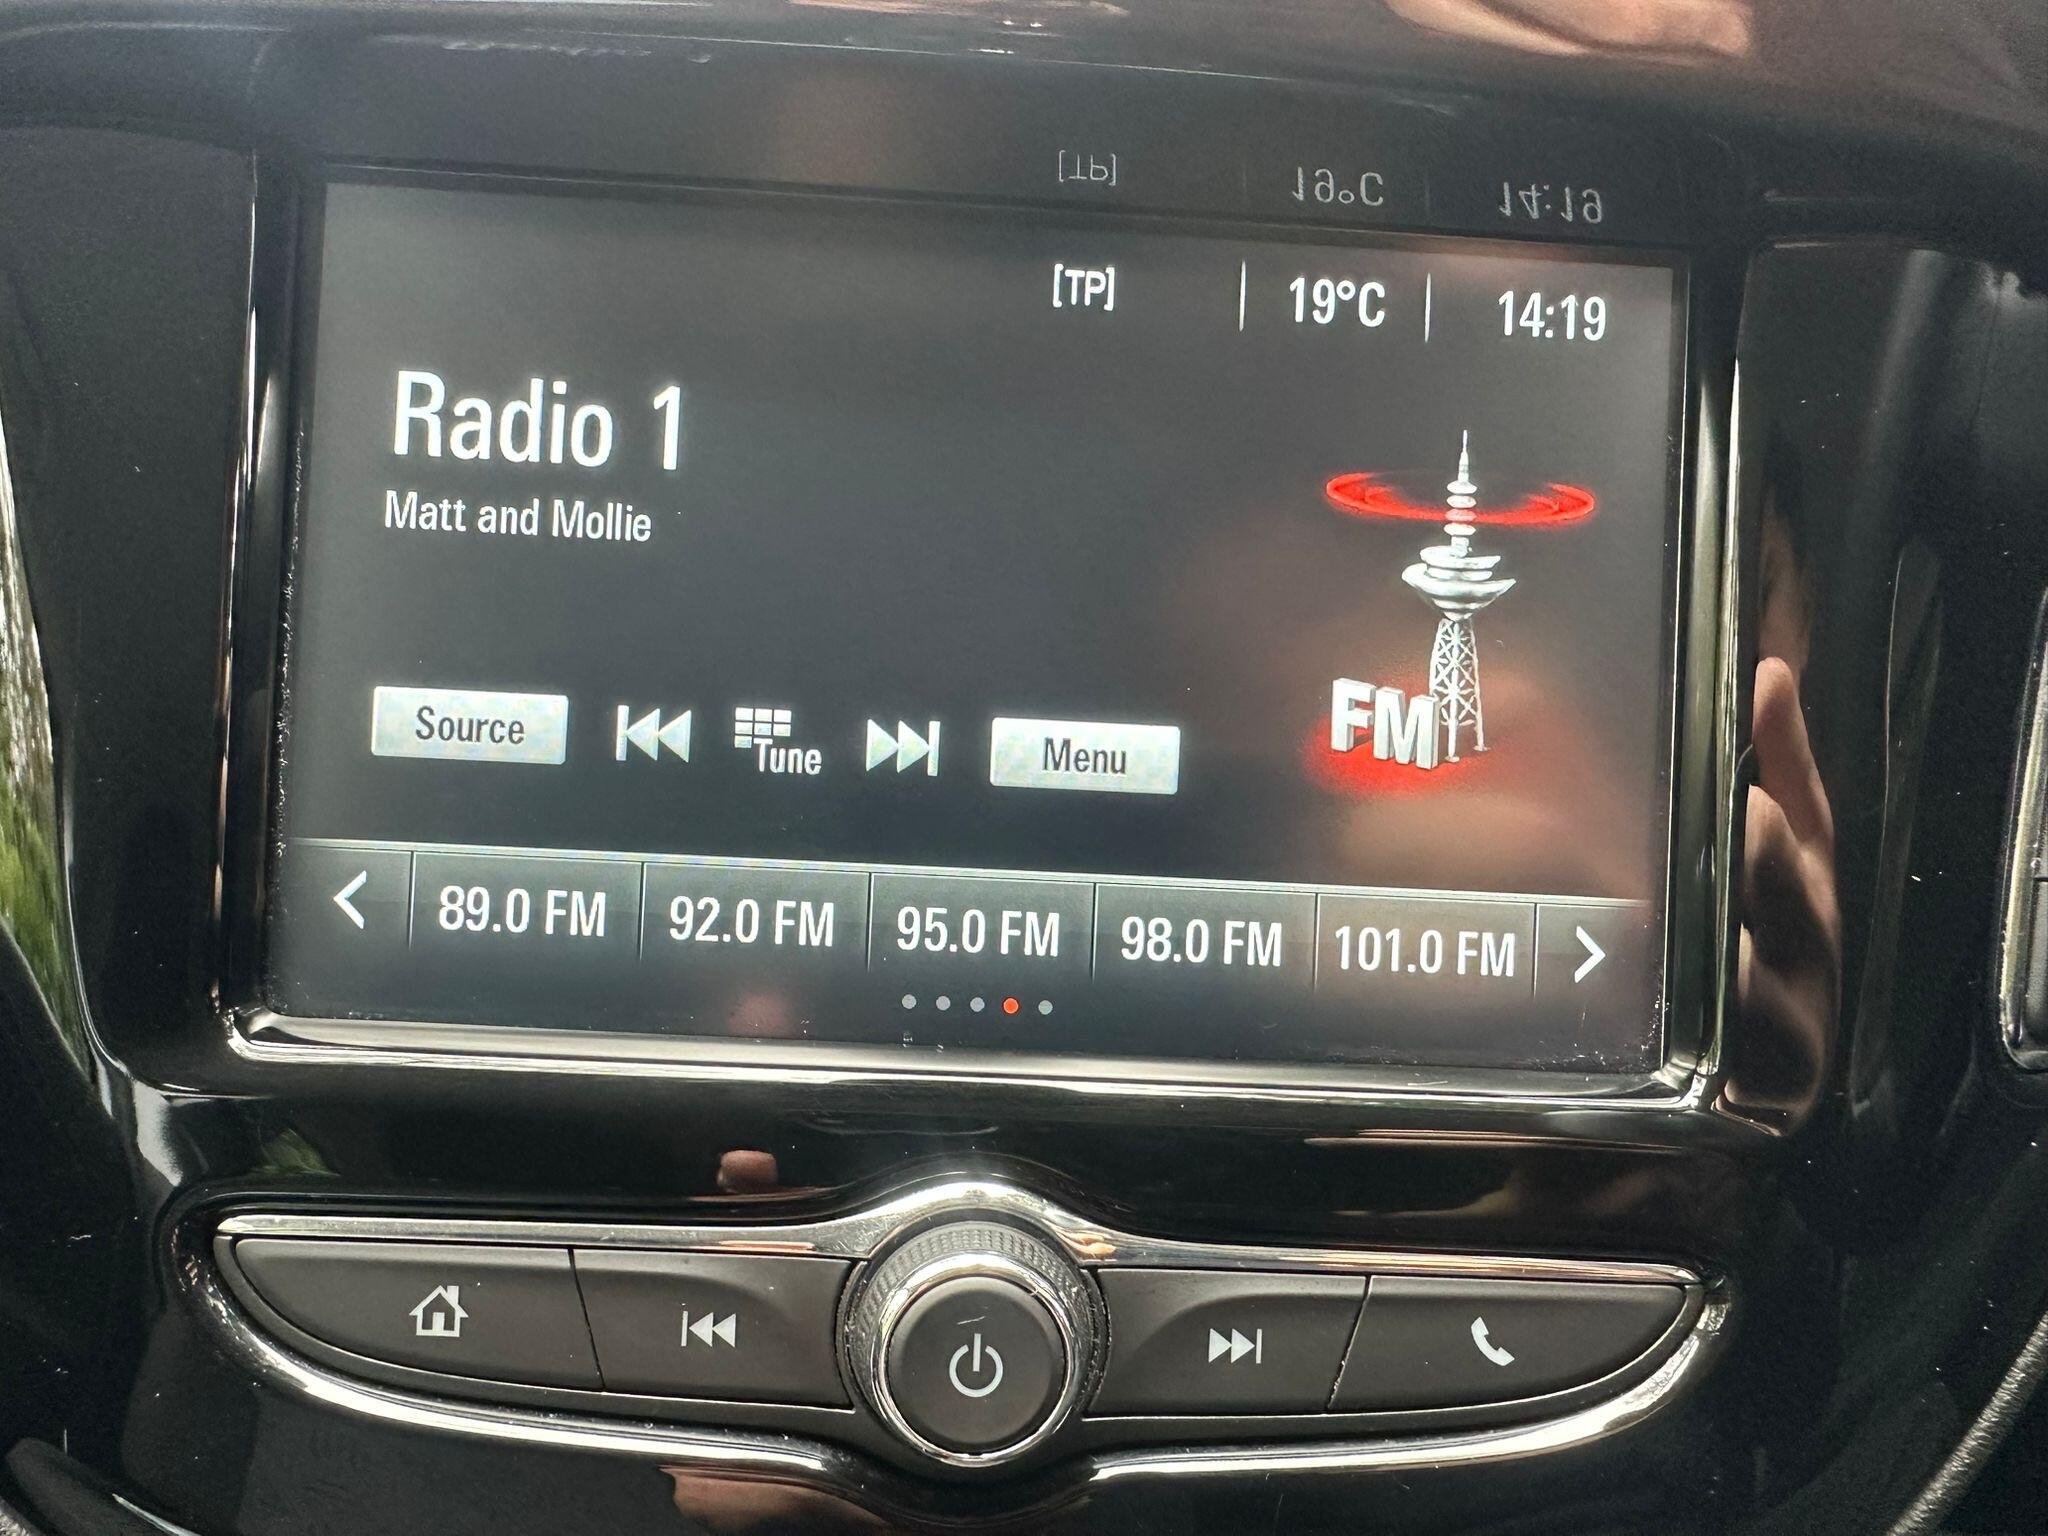 [TP] 19°C 14:19
Radio 1
Matt and Mollie
Source Tune Menu
FM
89.0 FM 92.0 FM 95.0 FM 98.0 FM 101.0 FM